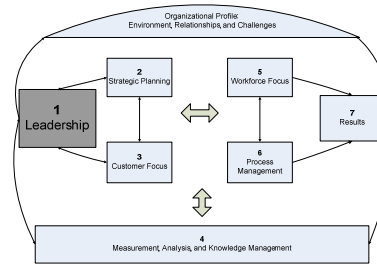 Organizational Profile:
Environment, Relationships, and Challenges
2
Strategic Planning
5
Workforce Focus
1
Leadership
7
Results
3
Customer Focus
6
Process
Management
4
Measurement, Analysis, and Knowledge Management